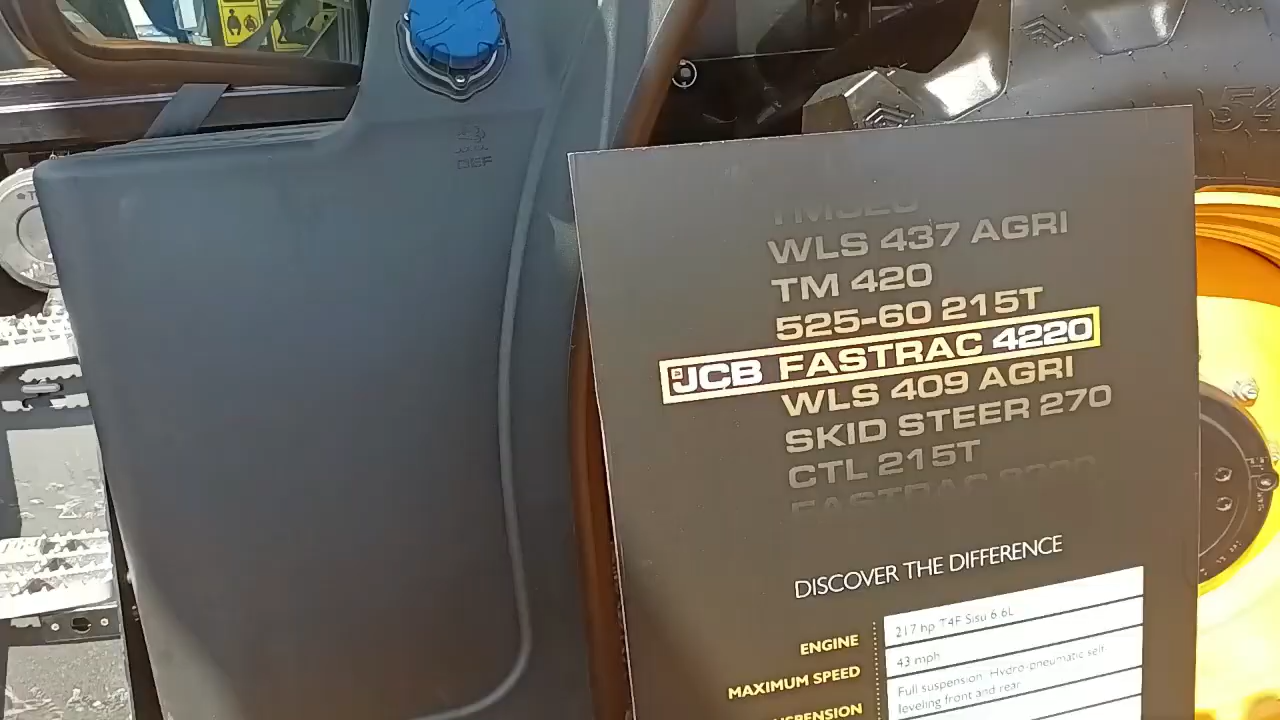 DEF
TM320
WLS 437 AGRI
TM 420
525-60 215T
JCB FASTRAC 4220
WLS 409 AGRI
SKID STEER 270
CTL 215T
FASTRAC
DISCOVER THE DIFFERENCE
ENGINE 217 hp T4F Sisu 6.6L
MAXIMUM SPEED 43 mph
Full suspension. Hydro-pneumatic self
leveling front and rear